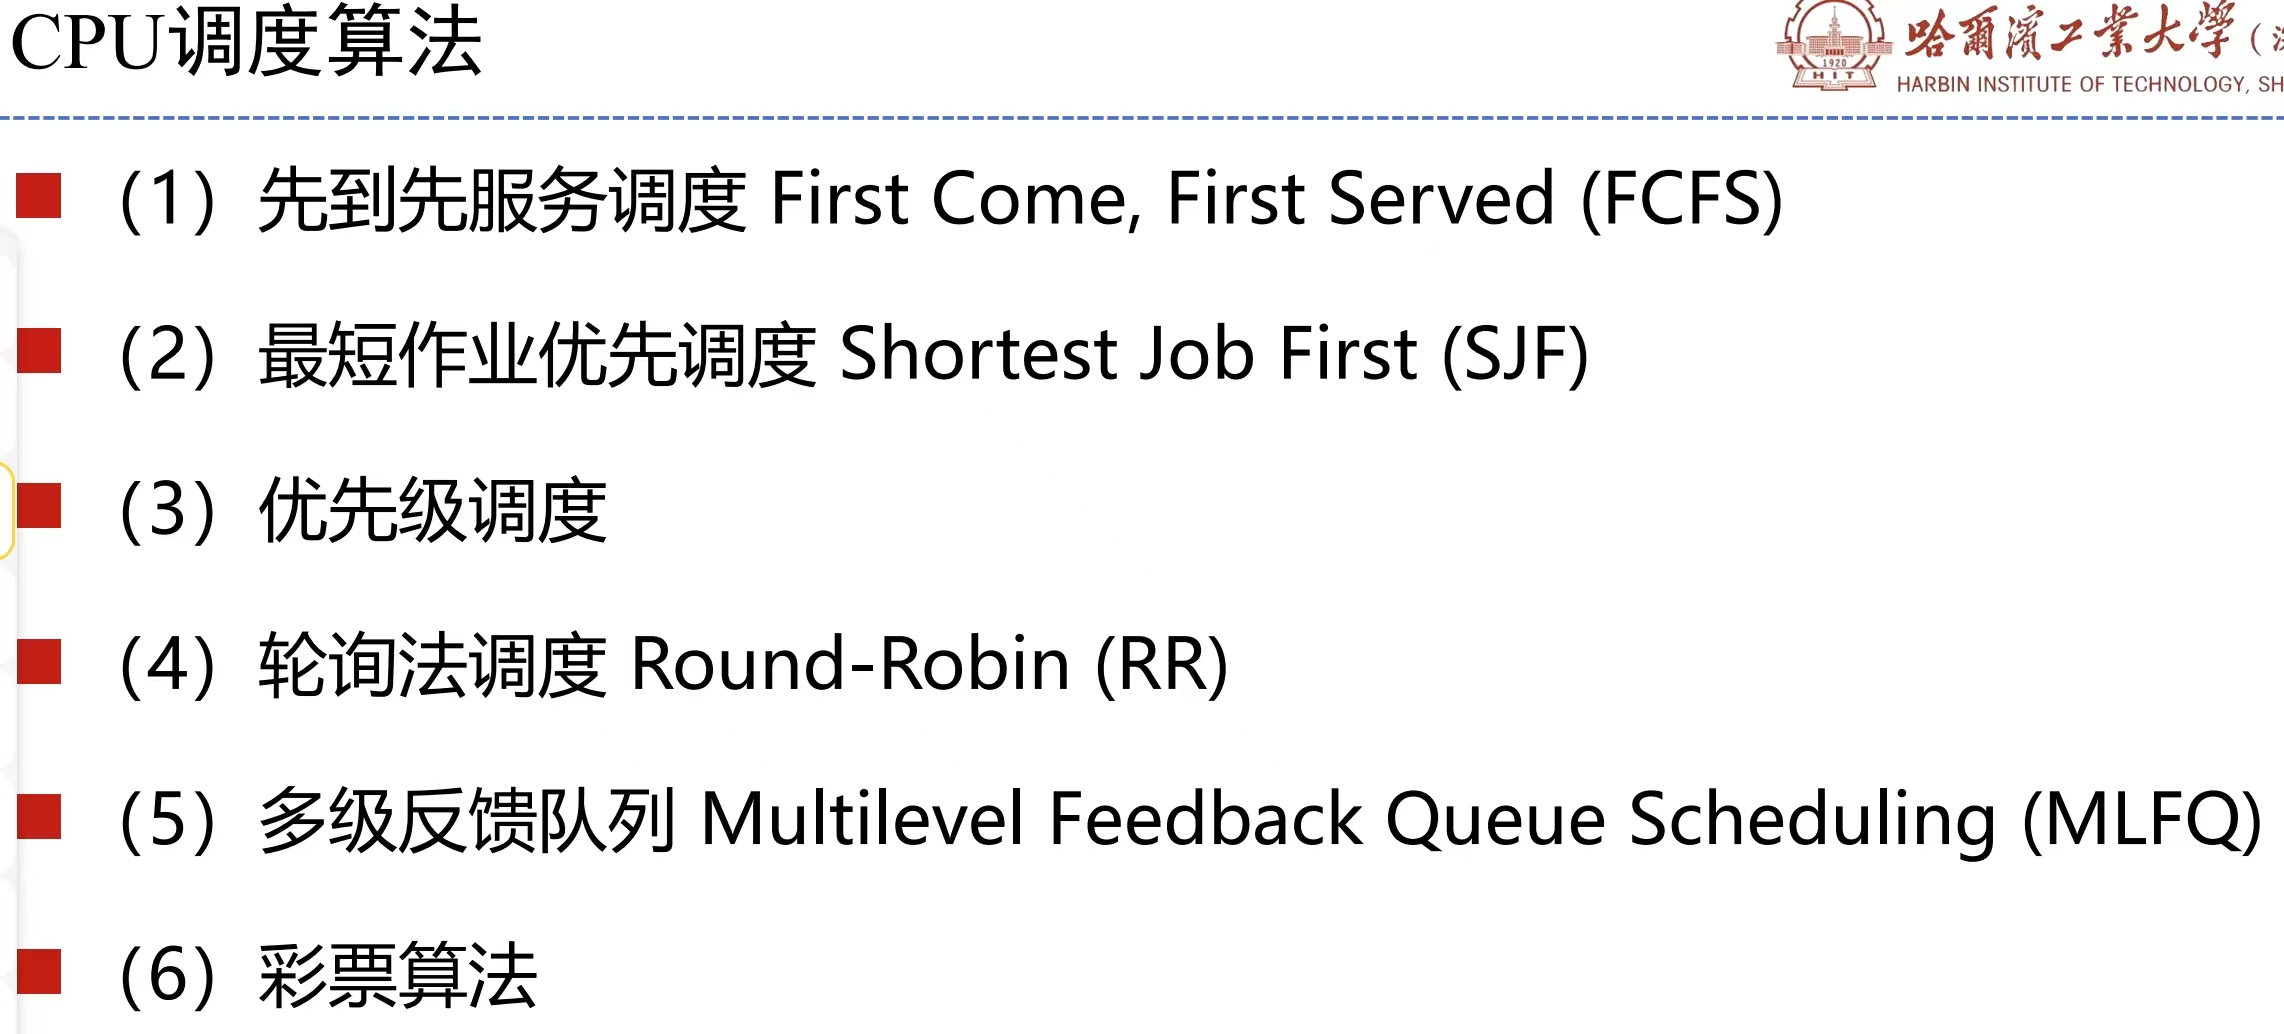 CPU调度算法
哈爾濱工業大學（
1920
HIT
HARBIN INSTITUTE OF TECHNOLOGY, SH
（1）先到先服务调度 First Come, First Served (FCFS)
（2）最短作业优先调度 Shortest Job First (SJF)
（3）优先级调度
（4）轮询法调度 Round-Robin (RR)
（5）多级反馈队列 Multilevel Feedback Queue Scheduling (MLFQ)
（6）彩票算法